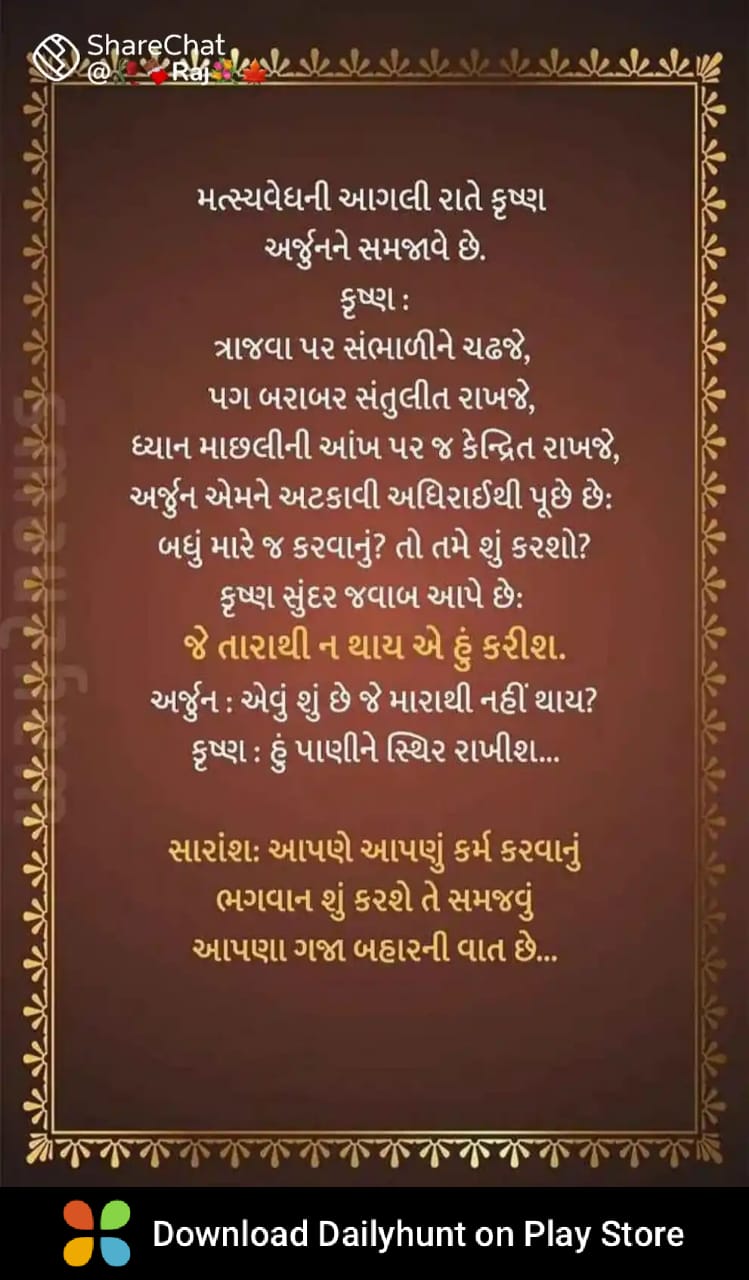 ShareChat
@🥀🍂Raj💐🍁
મત્સ્યવેધની આગલી રાતે કૃષ્ણ
અર્જુનને સમજાવે છે.
કૃષ્ણ :
ત્રાજવા પર સંભાળીને ચઢજે,
પગ બરાબર સંતુલીત રાખજે,
ધ્યાન માછલીની આંખ પર જ કેન્દ્રિત રાખજે,
અર્જુન એમને અટકાવી અધિરાઈથી પૂછે છેઃ
બધું મારે જ કરવાનું? તો તમે શું કરશો?
કૃષ્ણ સુંદર જવાબ આપે છેઃ
જે તારાથી ન થાય એ હું કરીશ.
અર્જુન : એવું શું છે જે મારાથી નહીં થાય?
કૃષ્ણ : હું પાણીને સ્થિર રાખીશ...
સારાંશઃ આપણે આપણું કર્મ કરવાનું
ભગવાન શું કરશે તે સમજવું
આપણા ગજા બહારની વાત છે...
way2news
Download Dailyhunt on Play Store